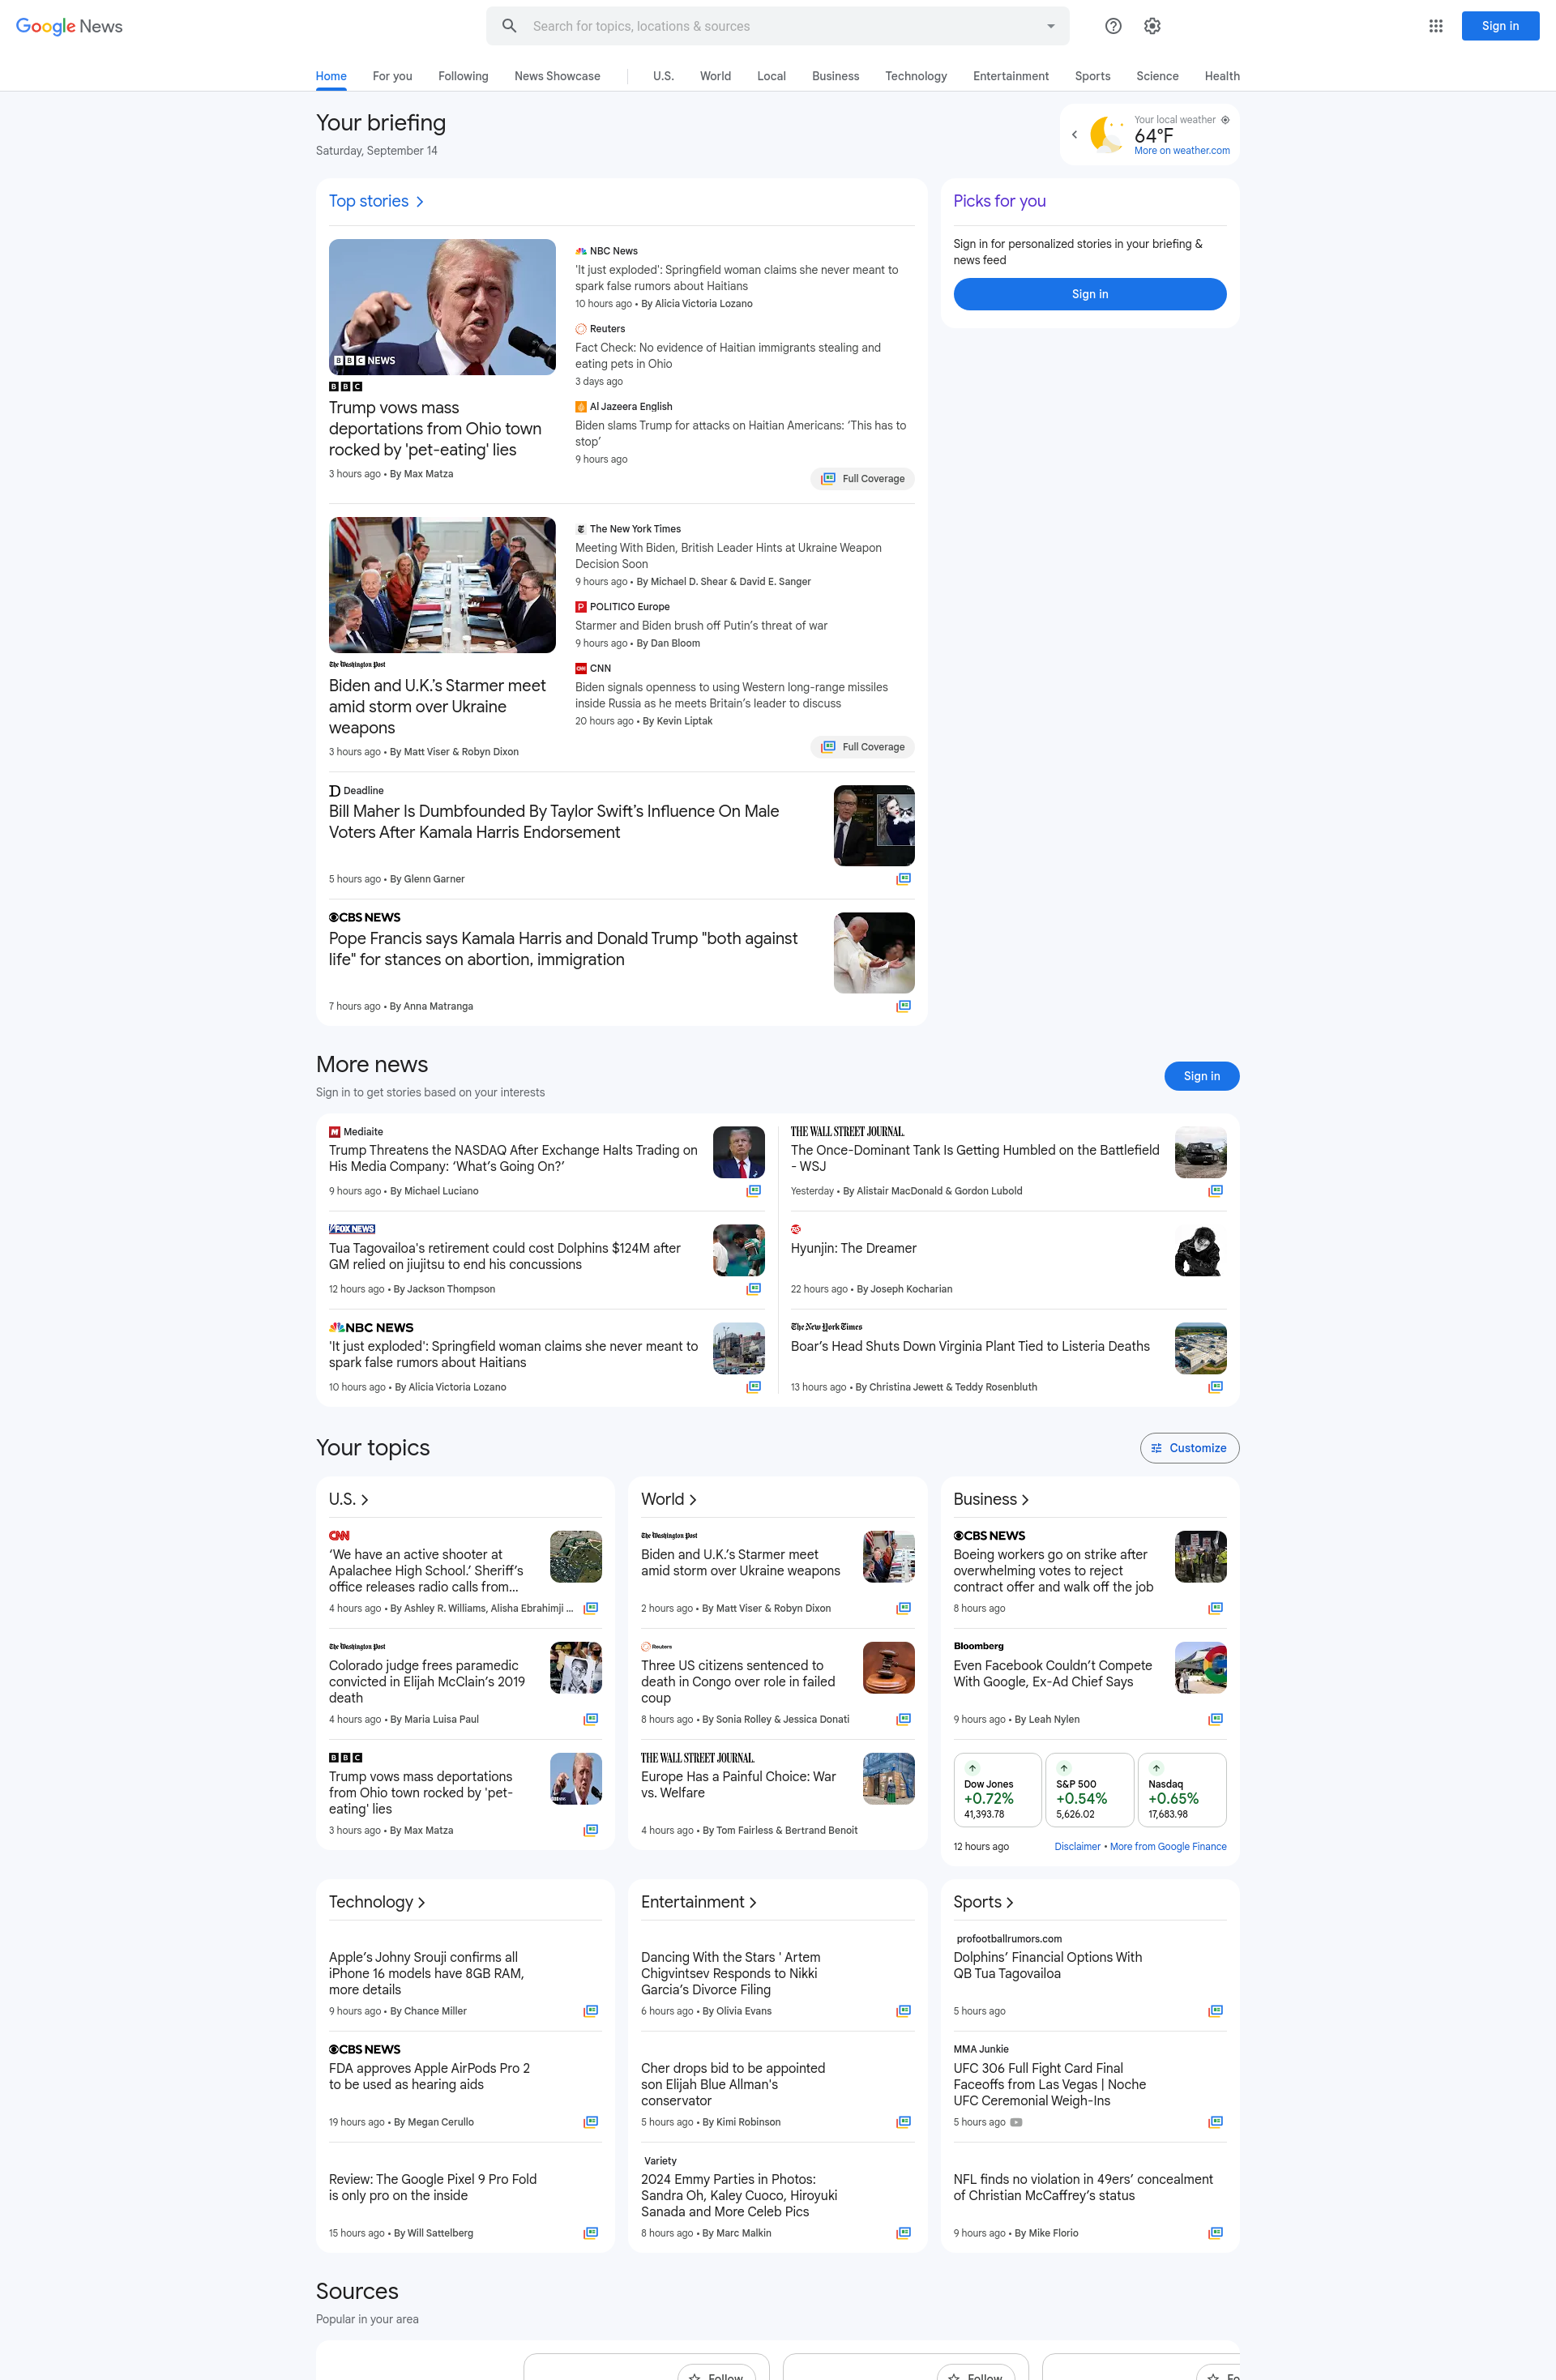 Google News
Search for topics, locations & sources
Sign in
Home
For you
Following
News Showcase
U.S.
World
Local
Business
Technology
Entertainment
Sports
Science
Health
Your briefing
Saturday, September 14
Your local weather
64°F
More on weather.com
Top stories
BBC NEWS
BBC
Trump vows mass
deportations from Ohio town
rocked by 'pet-eating' lies
3 hours ago • By Max Matza
NBC News
'It just exploded': Springfield woman claims she never meant to
spark false rumors about Haitians
10 hours ago • By Alicia Victoria Lozano
Reuters
Fact Check: No evidence of Haitian immigrants stealing and
eating pets in Ohio
3 days ago
Al Jazeera English
Biden slams Trump for attacks on Haitian Americans: ‘This has to
stop’
9 hours ago
Full Coverage
The Washington Post
Biden and U.K.’s Starmer meet
amid storm over Ukraine
weapons
3 hours ago • By Matt Viser & Robyn Dixon
The New York Times
Meeting With Biden, British Leader Hints at Ukraine Weapon
Decision Soon
9 hours ago • By Michael D. Shear & David E. Sanger
POLITICO Europe
Starmer and Biden brush off Putin’s threat of war
9 hours ago • By Dan Bloom
CNN
Biden signals openness to using Western long-range missiles
inside Russia as he meets Britain’s leader to discuss
20 hours ago • By Kevin Liptak
Full Coverage
Deadline
Bill Maher Is Dumbfounded By Taylor Swift’s Influence On Male
Voters After Kamala Harris Endorsement
5 hours ago • By Glenn Garner
CBS NEWS
Pope Francis says Kamala Harris and Donald Trump "both against
life" for stances on abortion, immigration
7 hours ago • By Anna Matranga
Picks for you
Sign in for personalized stories in your briefing &
news feed
Sign in
More news
Sign in to get stories based on your interests
Sign in
Mediaite
Trump Threatens the NASDAQ After Exchange Halts Trading on
His Media Company: ‘What’s Going On?’
9 hours ago • By Michael Luciano
FOX NEWS
Tua Tagovailoa's retirement could cost Dolphins $124M after
GM relied on jiujitsu to end his concussions
12 hours ago • By Jackson Thompson
NBC NEWS
'It just exploded': Springfield woman claims she never meant to
spark false rumors about Haitians
10 hours ago • By Alicia Victoria Lozano
THE WALL STREET JOURNAL.
The Once-Dominant Tank Is Getting Humbled on the Battlefield
- WSJ
Yesterday • By Alistair MacDonald & Gordon Lubold
Hyunjin: The Dreamer
22 hours ago • By Joseph Kocharian
The New York Times
Boar’s Head Shuts Down Virginia Plant Tied to Listeria Deaths
13 hours ago • By Christina Jewett & Teddy Rosenbluth
Your topics
Customize
U.S.
CNN
‘We have an active shooter at
Apalachee High School.’ Sheriff’s
office releases radio calls from...
4 hours ago • By Ashley R. Williams, Alisha Ebrahimji ...
The Washington Post
Colorado judge frees paramedic
convicted in Elijah McClain’s 2019
death
4 hours ago • By Maria Luisa Paul
BBC
Trump vows mass deportations
from Ohio town rocked by 'pet-
eating' lies
3 hours ago • By Max Matza
World
The Washington Post
Biden and U.K.’s Starmer meet
amid storm over Ukraine weapons
2 hours ago • By Matt Viser & Robyn Dixon
Reuters
Three US citizens sentenced to
death in Congo over role in failed
coup
8 hours ago • By Sonia Rolley & Jessica Donati
THE WALL STREET JOURNAL.
Europe Has a Painful Choice: War
vs. Welfare
4 hours ago • By Tom Fairless & Bertrand Benoit
Business
CBS NEWS
Boeing workers go on strike after
overwhelming votes to reject
contract offer and walk off the job
8 hours ago
Bloomberg
Even Facebook Couldn’t Compete
With Google, Ex-Ad Chief Says
9 hours ago • By Leah Nylen
Dow Jones
+0.72%
41,393.78
S&P 500
+0.54%
5,626.02
Nasdaq
+0.65%
17,683.98
12 hours ago
Disclaimer • More from Google Finance
Technology
Apple’s Johny Srouji confirms all
iPhone 16 models have 8GB RAM,
more details
9 hours ago • By Chance Miller
CBS NEWS
FDA approves Apple AirPods Pro 2
to be used as hearing aids
19 hours ago • By Megan Cerullo
Review: The Google Pixel 9 Pro Fold
is only pro on the inside
15 hours ago • By Will Sattelberg
Entertainment
Dancing With the Stars ' Artem
Chigvintsev Responds to Nikki
Garcia’s Divorce Filing
6 hours ago • By Olivia Evans
Cher drops bid to be appointed
son Elijah Blue Allman's
conservator
5 hours ago • By Kimi Robinson
Variety
2024 Emmy Parties in Photos:
Sandra Oh, Kaley Cuoco, Hiroyuki
Sanada and More Celeb Pics
8 hours ago • By Marc Malkin
Sports
profootballrumors.com
Dolphins’ Financial Options With
QB Tua Tagovailoa
5 hours ago
MMA Junkie
UFC 306 Full Fight Card Final
Faceoffs from Las Vegas | Noche
UFC Ceremonial Weigh-Ins
5 hours ago
NFL finds no violation in 49ers’ concealment
of Christian McCaffrey’s status
9 hours ago • By Mike Florio
Sources
Popular in your area
Follow
Follow
Fo